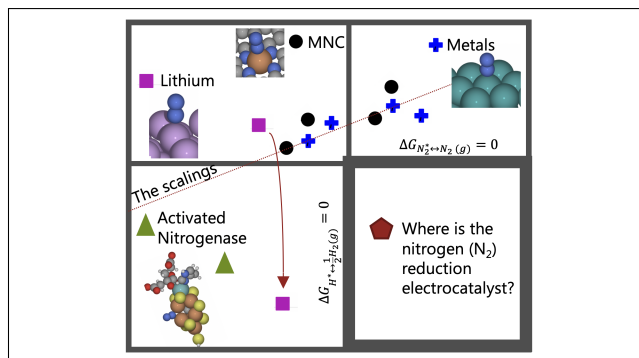 MNC
Metals
Lithium
ΔG_{N₂*↔N₂(g)} = 0
The scalings
Activated
Nitrogenase
ΔG_{H*↔½H₂(g)} = 0
Where is the
nitrogen (N₂)
reduction
electrocatalyst?